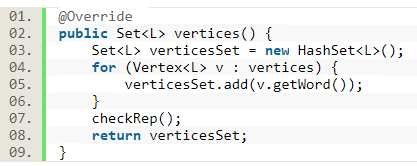 01. @Override
02. public Set<L> vertices() {
03.     Set<L> verticesSet = new HashSet<L>();
04.     for (Vertex<L> v : vertices) {
05.         verticesSet.add(v.getWord());
06.     }
07.     checkRep();
08.     return verticesSet;
09. }